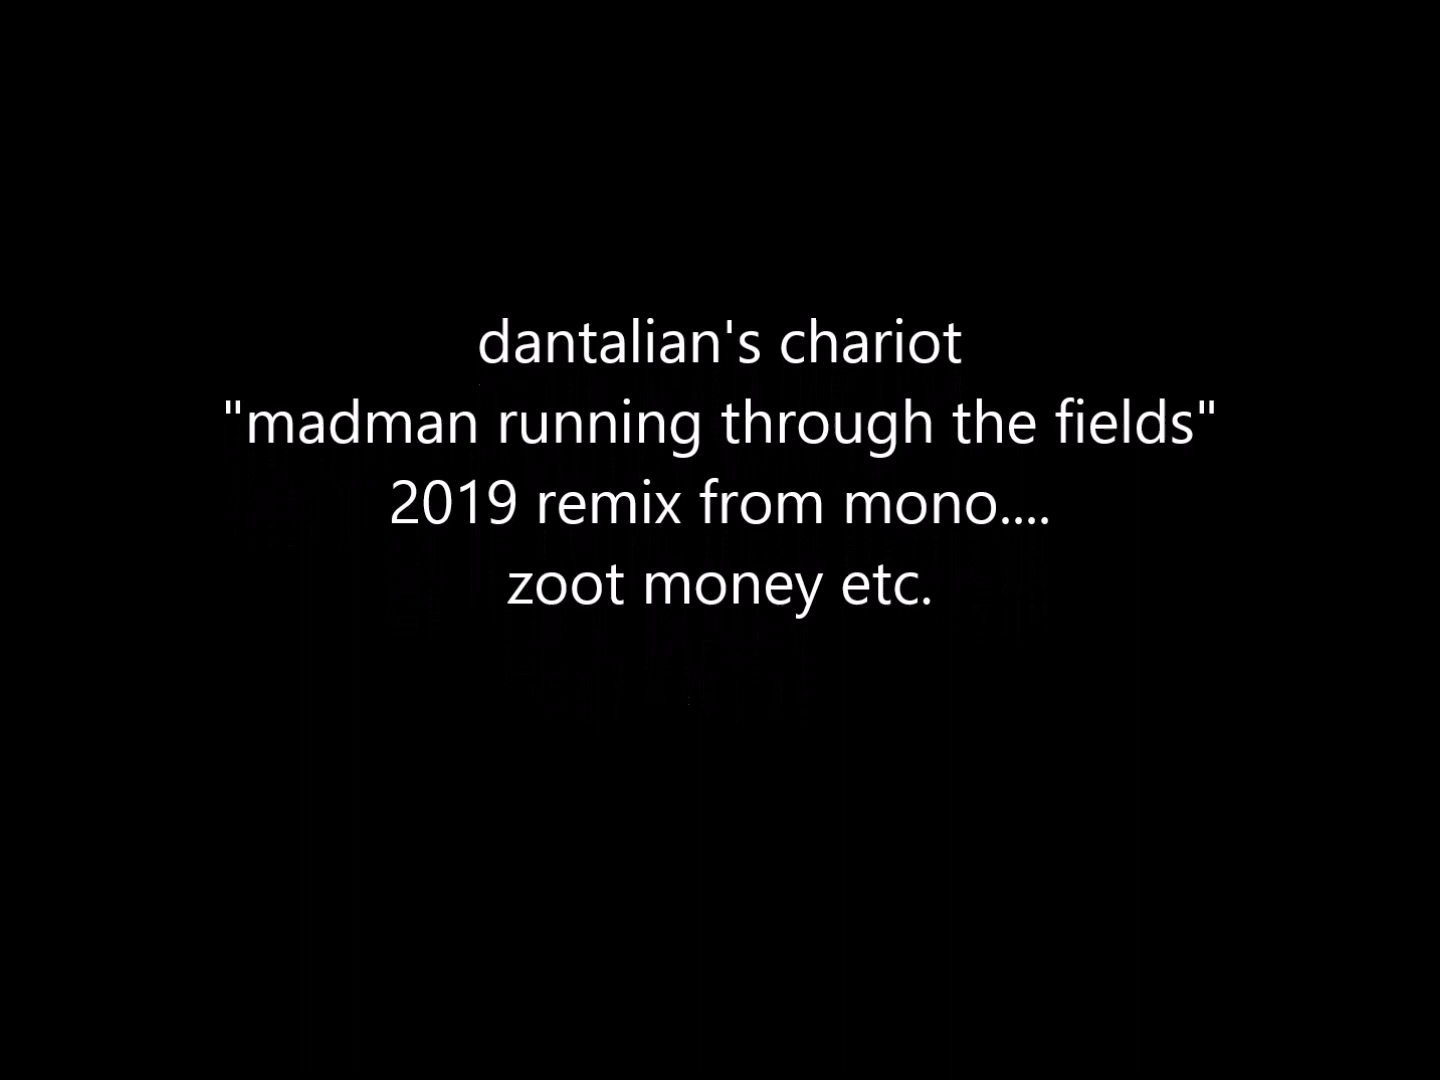 dantalian's chariot
"madman running through the fields"
2019 remix from mono....
zoot money etc.